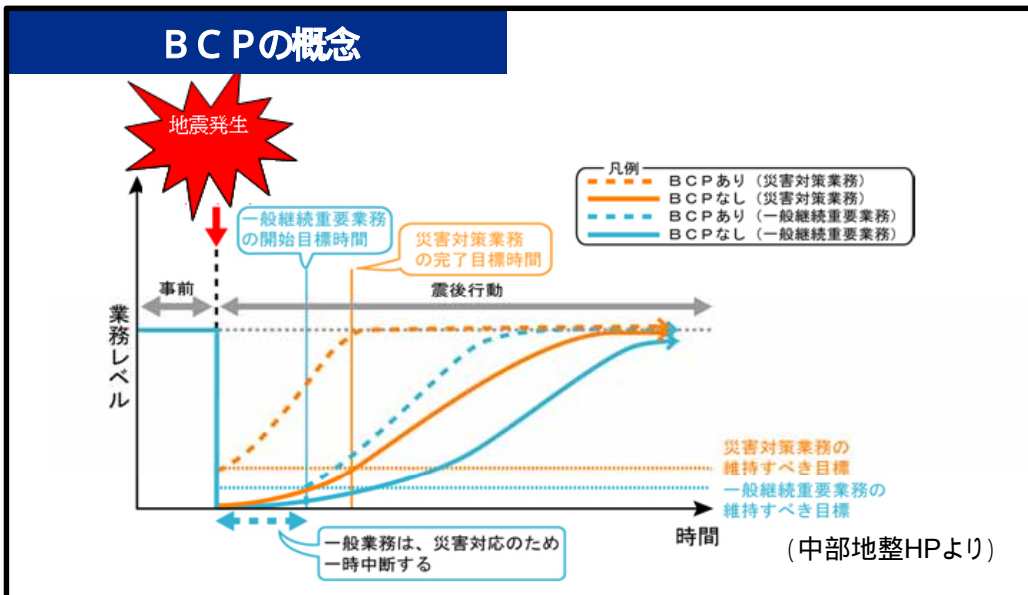 BCPの概念
地震発生
凡例
BCPあり（災害対策業務）
BCPなし（災害対策業務）
BCPあり（一般継続重要業務）
BCPなし（一般継続重要業務）
一般継続重要業務
の開始目標時間
災害対策業務
の完了目標時間
事前
震後行動
業務レベル
災害対策業務の
維持すべき目標
一般継続重要業務の
維持すべき目標
時間
一般業務は、災害対応のため
一時中断する
(中部地整HPより)